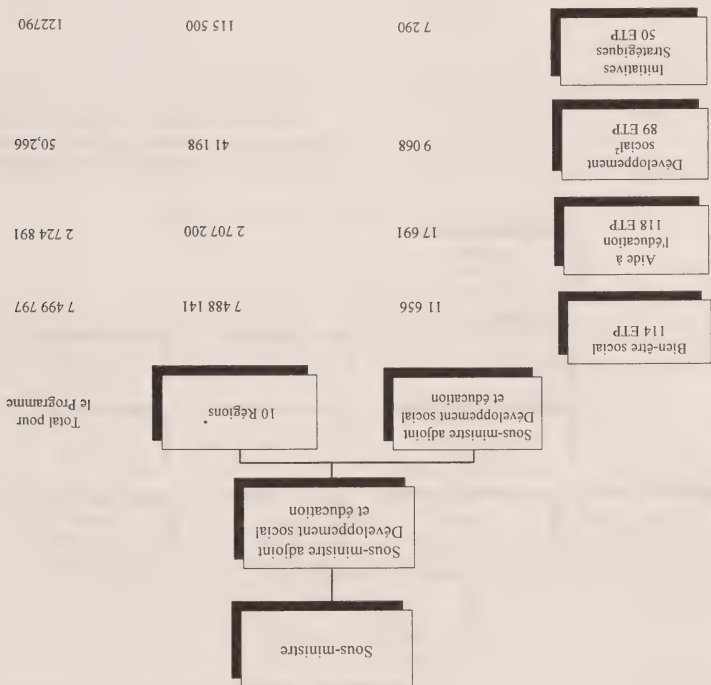 Sous-ministre
Sous-ministre adjoint
Développement social
et éducation
Sous-ministre adjoint
Développement social
et éducation
10 Régions *
Total pour
le Programme
Bien-être social
114 ETP
11 656
7 488 141
7 499 797
Aide à
l'éducation
118 ETP
17 691
2 707 200
2 724 891
Développement
social²
89 ETP
9 068
41 198
50,266
Initiatives
Stratégiques
50 ETP
7 290
115 500
122790